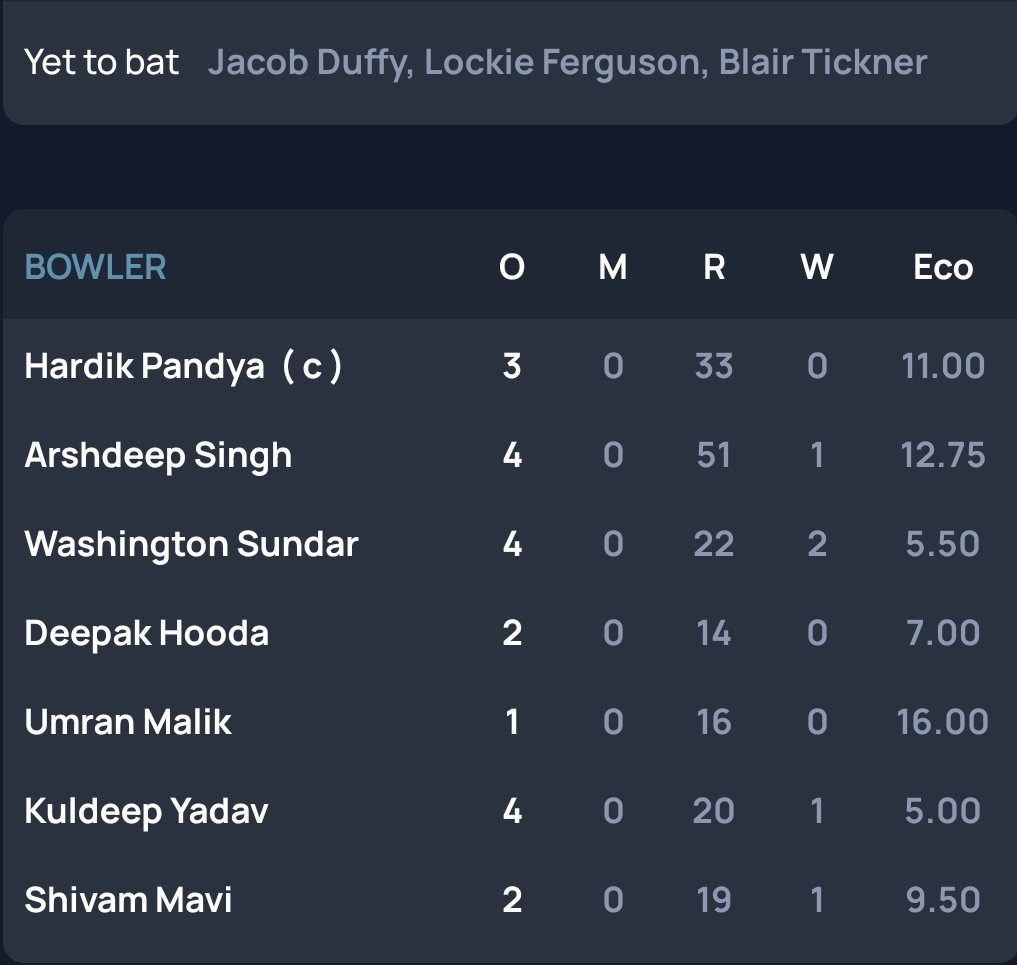 Yet to bat Jacob Duffy, Lockie Ferguson, Blair Tickner
BOWLER O M R W Eco
Hardik Pandya ( c ) 3 0 33 0 11.00
Arshdeep Singh 4 0 51 1 12.75
Washington Sundar 4 0 22 2 5.50
Deepak Hooda 2 0 14 0 7.00
Umran Malik 1 0 16 0 16.00
Kuldeep Yadav 4 0 20 1 5.00
Shivam Mavi 2 0 19 1 9.50